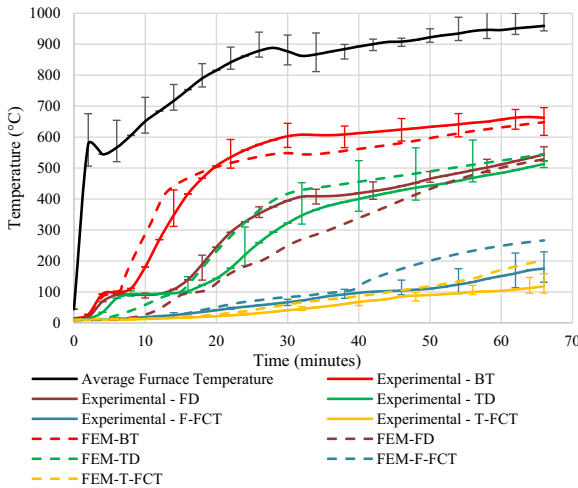 1000
900
800
700
600
500
400
300
200
100
0
Temperature (°C)
0 10 20 30 40 50 60 70
Time (minutes)
Average Furnace Temperature Experimental - BT
Experimental - FD Experimental - TD
Experimental - F-FCT Experimental - T-FCT
FEM-BT FEM-FD
FEM-TD FEM-F-FCT
FEM-T-FCT